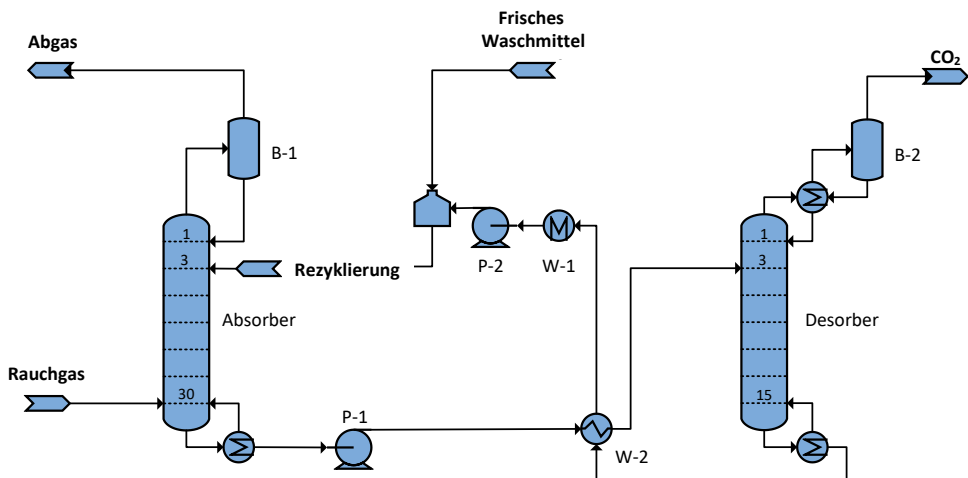 Frisches
Waschmittel
Abgas
CO₂
B-1
B-2
1
3
Rezyklierung
P-2
W-1
1
3
Absorber
Desorber
Rauchgas
30
P-1
15
W-2